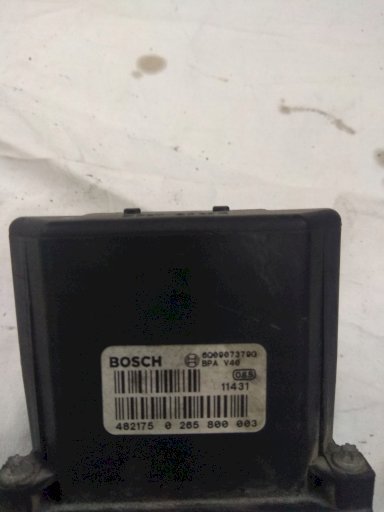 BOSCH 6Q0907379G
BPA V40
O&S
11431
482175 0 265 800 003